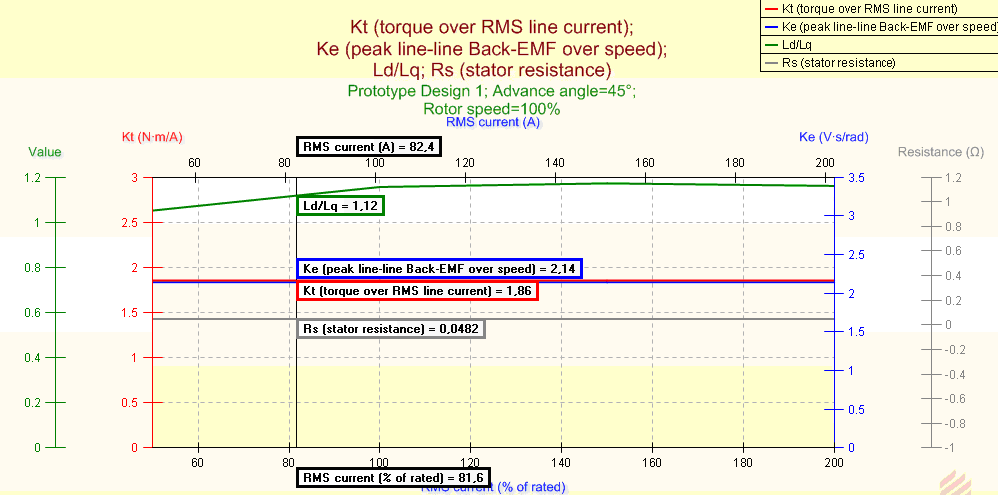 Kt (torque over RMS line current)
Ke (peak line-line Back-EMF over speed)
Ld/Lq
Rs (stator resistance)
Kt (torque over RMS line current);
Ke (peak line-line Back-EMF over speed);
Ld/Lq; Rs (stator resistance)
Prototype Design 1; Advance angle=45°;
Rotor speed=100%
RMS current (A)
Kt (N·m/A)
Ke (V·s/rad)
RMS current (A) = 82,4
Value
Resistance (Ω)
60 80 100 120 140 160 180 200
1.2 3 3.5 1.2
1
Ld/Lq = 1,12
1 2.5 3 0.8
0.6
2.5
0.8 2 0.4
Ke (peak line-line Back-EMF over speed) = 2,14
Kt (torque over RMS line current) = 1,86
2 0.2
0.6 1.5 1.5 0
Rs (stator resistance) = 0,0482
0.4 1 1 -0.2
-0.4
0.2 0.5 0.5 -0.6
-0.8
0 0 0 -1
60 80 100 120 140 160 180 200
RMS current (% of rated) = 81,6
RMS current (% of rated)